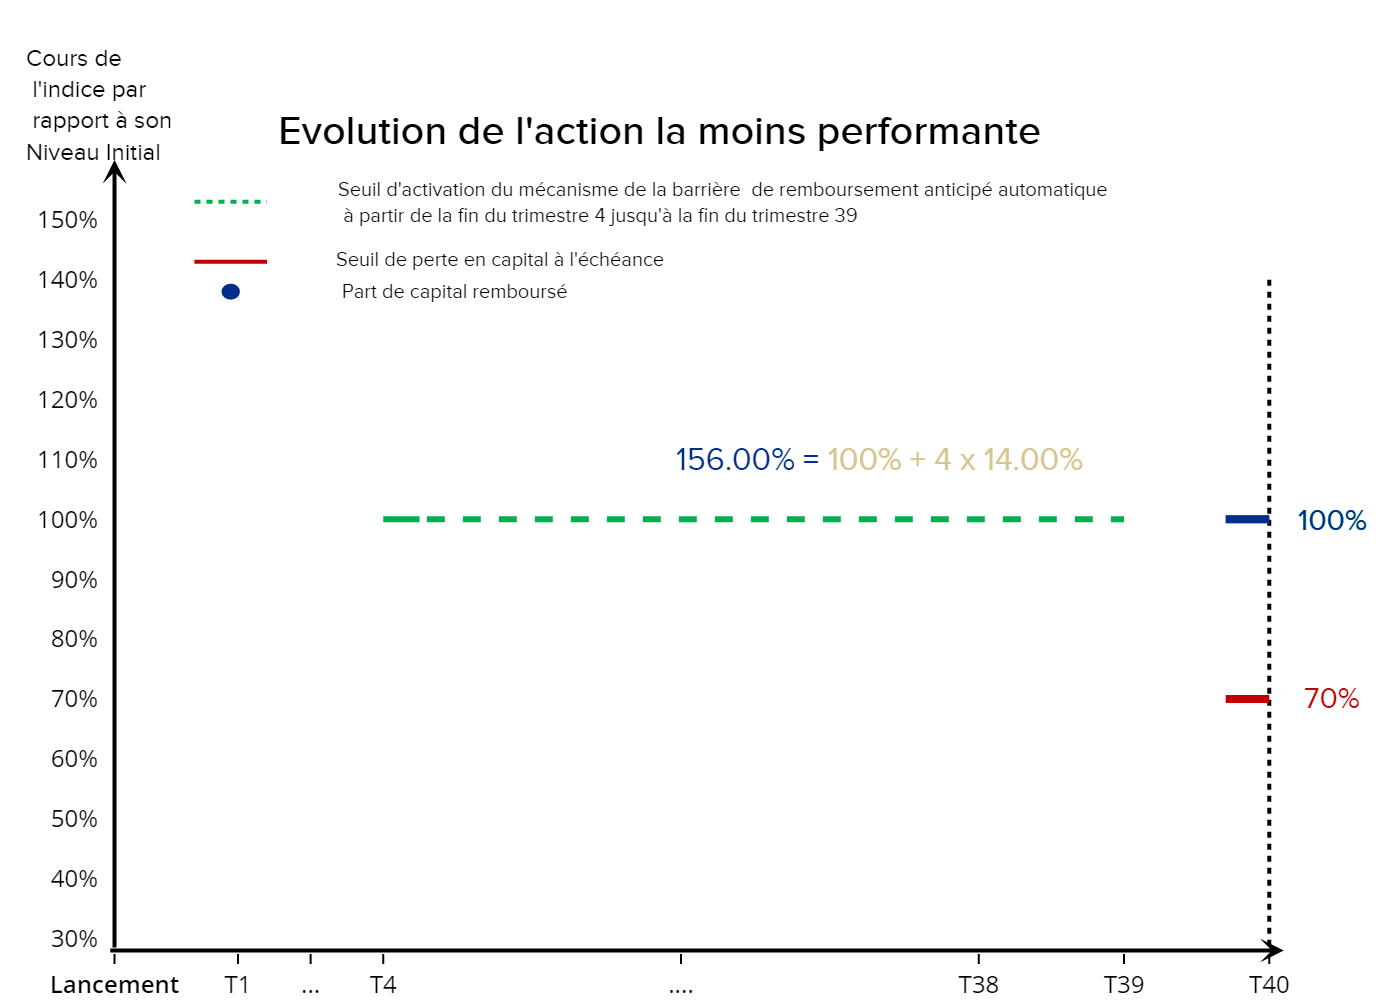 Cours de
l'indice par
rapport à son
Niveau Initial
Evolution de l'action la moins performante
Seuil d'activation du mécanisme de la barrière  de remboursement anticipé automatique
à partir de la fin du trimestre 4 jusqu'à la fin du trimestre 39
Seuil de perte en capital à l'échéance
Part de capital remboursé
150%
140%
130%
120%
110%
100%
90%
80%
70%
60%
50%
40%
30%
156.00% = 100% + 4 x 14.00%
100%
70%
Lancement T1 ... T4 .... T38 T39 T40